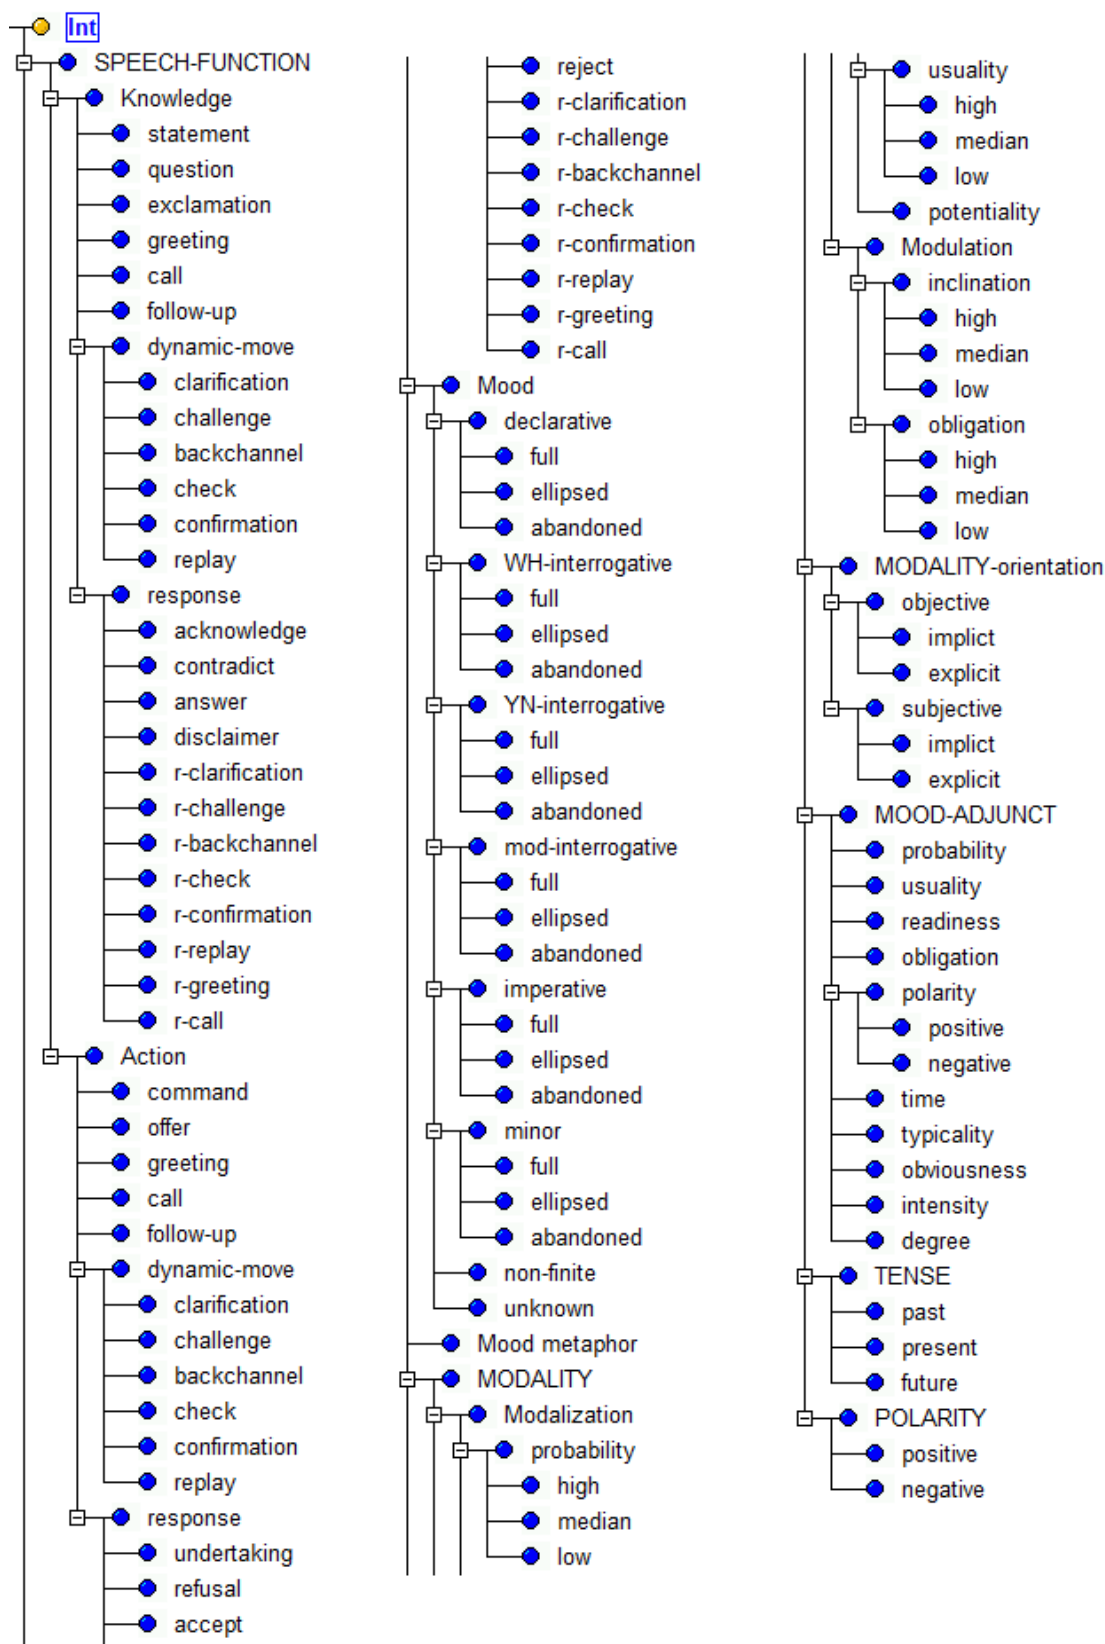 Int
SPEECH-FUNCTION
Knowledge
statement
question
exclamation
greeting
call
follow-up
dynamic-move
clarification
challenge
backchannel
check
confirmation
replay
response
acknowledge
contradict
answer
disclaimer
r-clarification
r-challenge
r-backchannel
r-check
r-confirmation
r-replay
r-greeting
r-call
Action
command
offer
greeting
call
follow-up
dynamic-move
clarification
challenge
backchannel
check
confirmation
replay
response
undertaking
refusal
accept
reject
r-clarification
r-challenge
r-backchannel
r-check
r-confirmation
r-replay
r-greeting
r-call
Mood
declarative
full
ellipsed
abandoned
WH-interrogative
full
ellipsed
abandoned
YN-interrogative
full
ellipsed
abandoned
mod-interrogative
full
ellipsed
abandoned
imperative
full
ellipsed
abandoned
minor
full
ellipsed
abandoned
non-finite
unknown
Mood metaphor
MODALITY
Modalization
probability
high
median
low
usuality
high
median
low
potentiality
Modulation
inclination
high
median
low
obligation
high
median
low
MODALITY-orientation
objective
implict
explicit
subjective
implict
explicit
MOOD-ADJUNCT
probability
usuality
readiness
obligation
polarity
positive
negative
time
typicality
obviousness
intensity
degree
TENSE
past
present
future
POLARITY
positive
negative